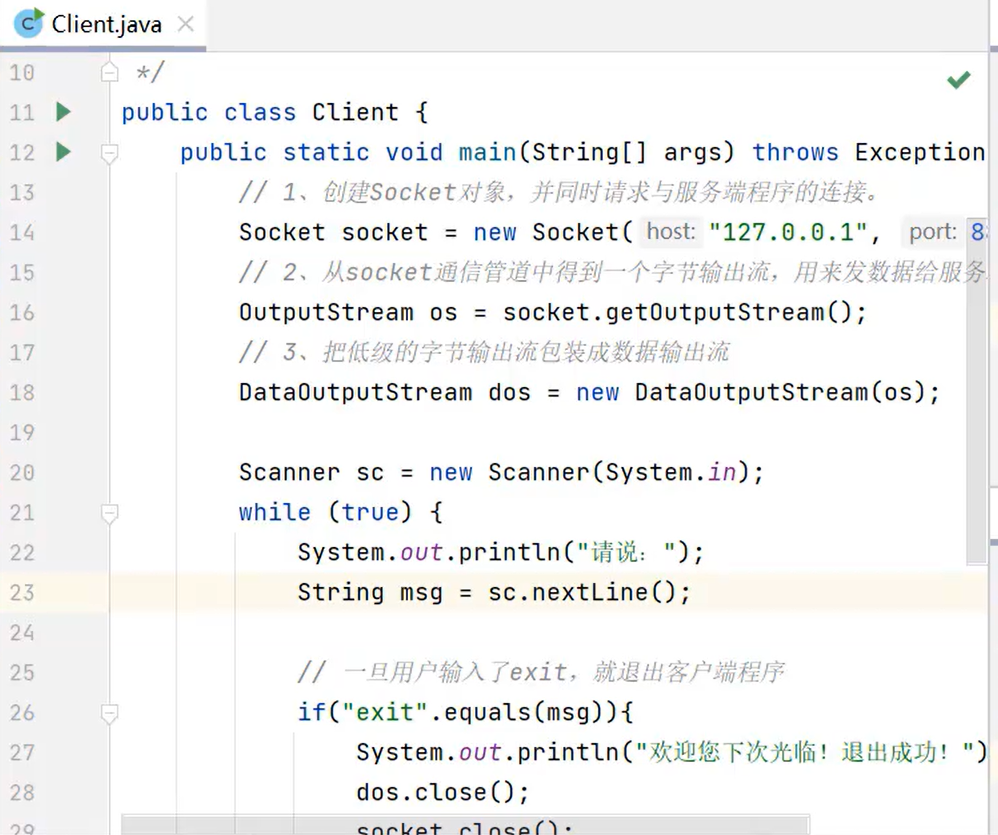 Client.java
10 */
11 public class Client {
12 public static void main(String[] args) throws Exception
13 // 1、创建Socket对象，并同时请求与服务端程序的连接。
14 Socket socket = new Socket( host: "127.0.0.1", port: 8
15 // 2、从socket通信管道中得到一个字节输出流，用来发数据给服务
16 OutputStream os = socket.getOutputStream();
17 // 3、把低级的字节输出流包装成数据输出流
18 DataOutputStream dos = new DataOutputStream(os);
19
20 Scanner sc = new Scanner(System.in);
21 while (true) {
22 System.out.println("请说：");
23 String msg = sc.nextLine();
24
25 // 一旦用户输入了exit，就退出客户端程序
26 if("exit".equals(msg)){
27 System.out.println("欢迎您下次光临！退出成功！")
28 dos.close();
29 socket.close();